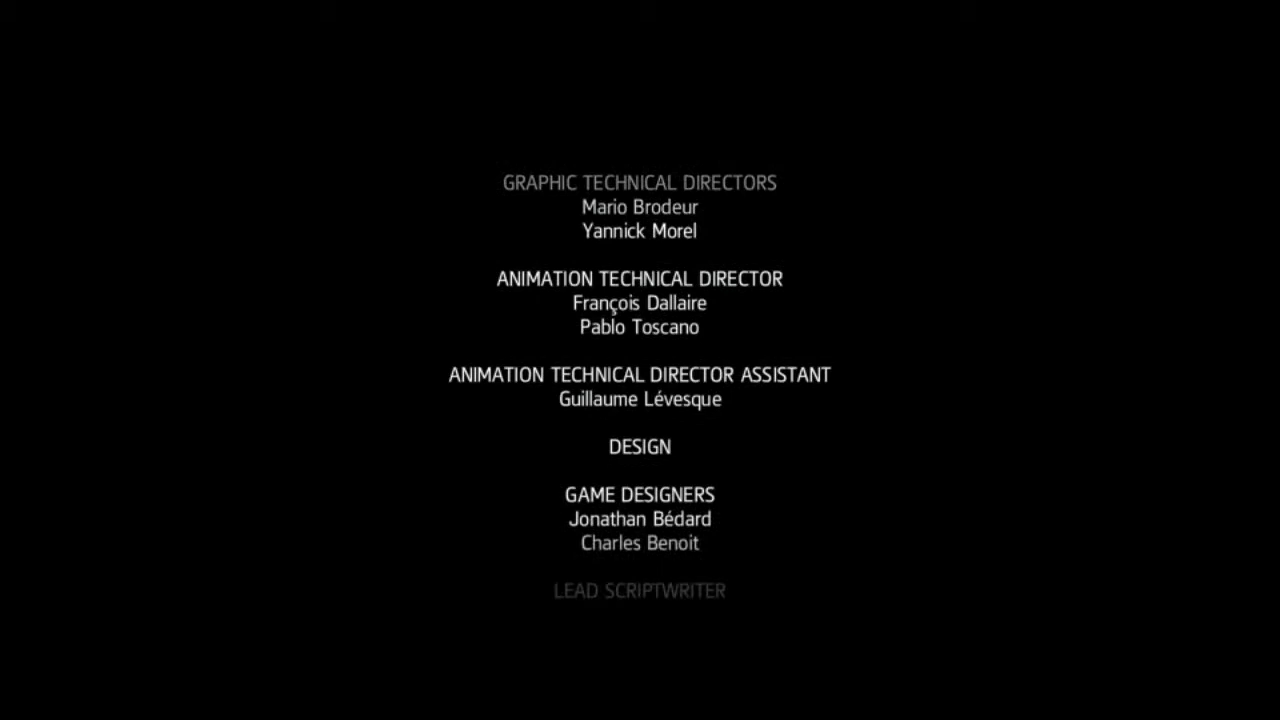 GRAPHIC TECHNICAL DIRECTORS
Mario Brodeur
Yannick Morel
ANIMATION TECHNICAL DIRECTOR
François Dallaire
Pablo Toscano
ANIMATION TECHNICAL DIRECTOR ASSISTANT
Guillaume Lévesque
DESIGN
GAME DESIGNERS
Jonathan Bédard
Charles Benoit
LEAD SCRIPTWRITER